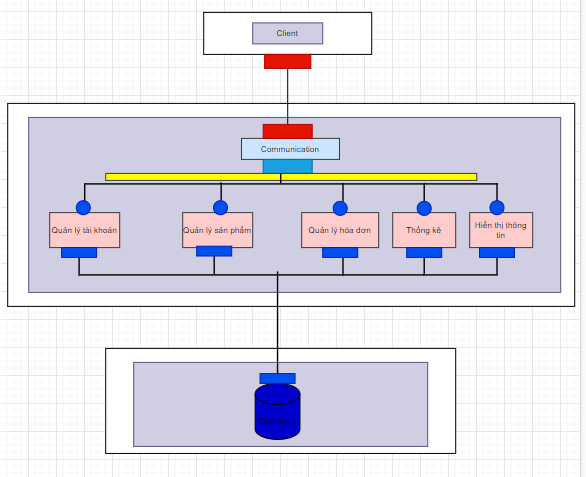 Client
Communication
Quản lý tài khoản
Quản lý sản phẩm
Quản lý hóa đơn
Thống kê
Hiển thị thông
tin